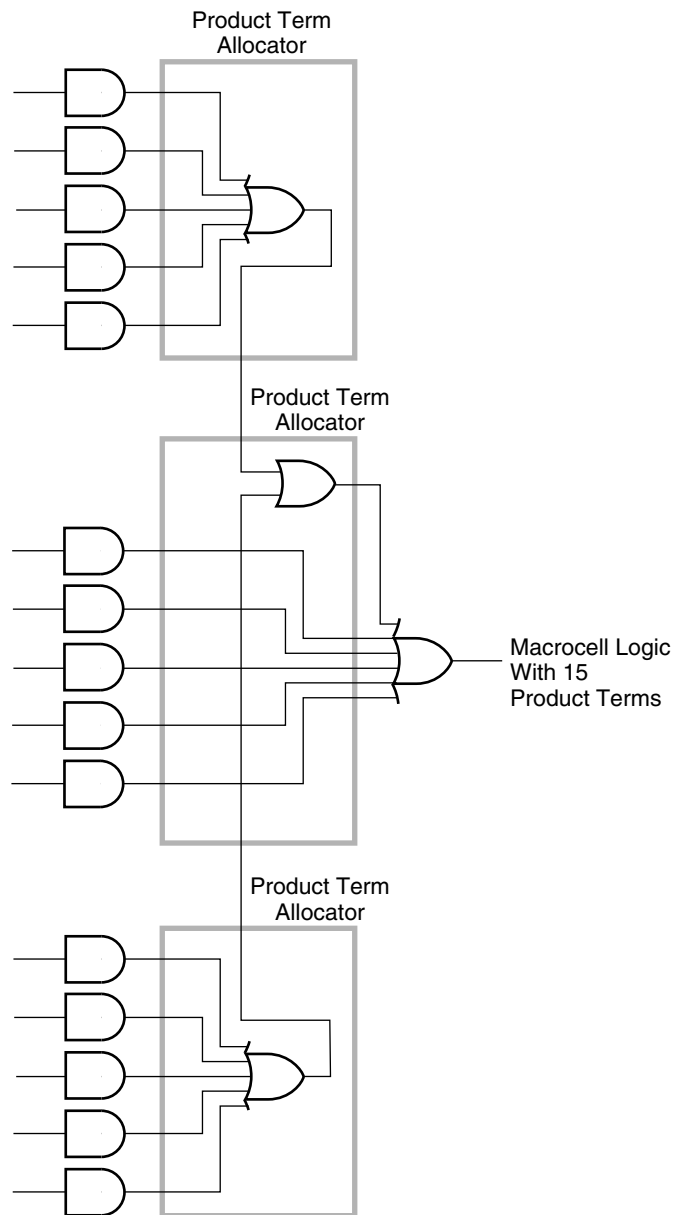 Product Term
Allocator
Product Term
Allocator
Macrocell Logic
With 15
Product Terms
Product Term
Allocator